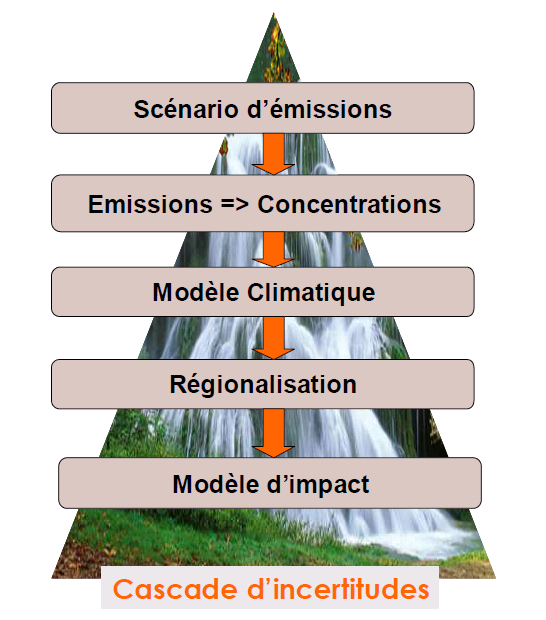 Scénario d’émissions
Emissions => Concentrations
Modèle Climatique
Régionalisation
Modèle d’impact
Cascade d’incertitudes